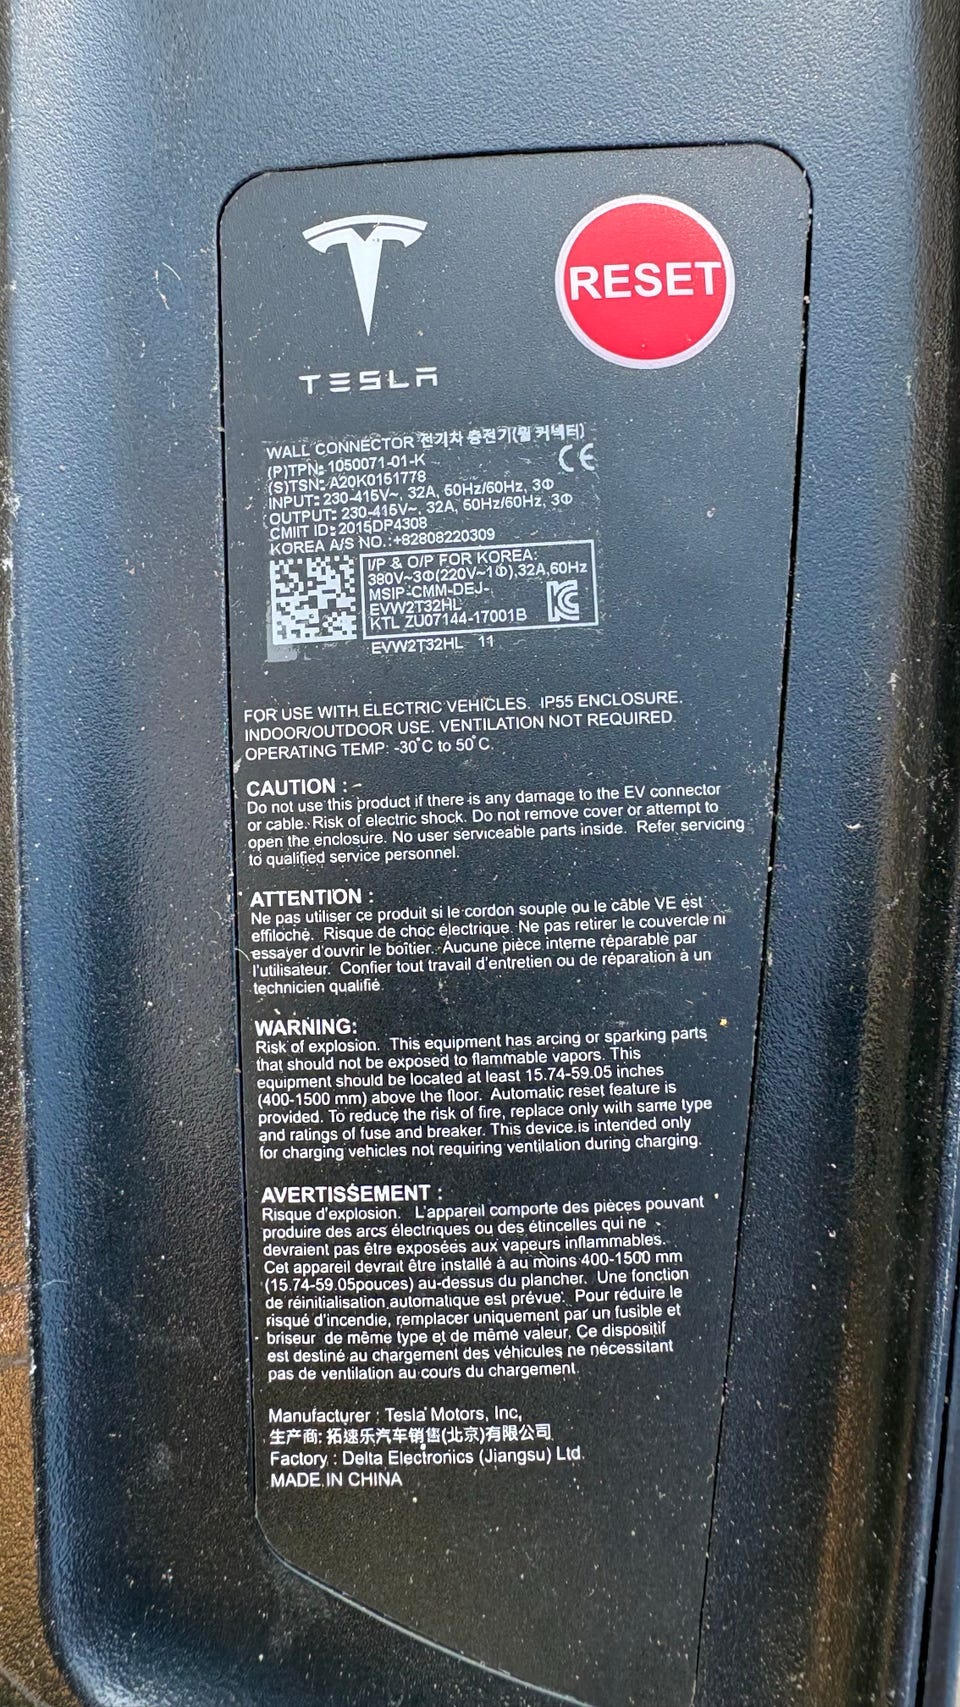 RESET
TESLA
WALL CONNECTOR 전기차 충전기(월 커넥터)
(P)TPN: 1050071-01-K
(S)TSN: A20K0151778
CE
INPUT: 230-415V~, 32A, 50Hz/60Hz, 3Φ
OUTPUT: 230-415V~, 32A, 50Hz/60Hz, 3Φ
CMIIT ID: 2015DP4308
KOREA A/S NO.:+82808220309
I/P & O/P FOR KOREA:
380V~3Φ(220V~1Φ),32A,60Hz
MSIP-CMM-DEJ-
EVW2T32HL
KTL ZU07144-17001B
EVW2T32HL 11
FOR USE WITH ELECTRIC VEHICLES. IP55 ENCLOSURE.
INDOOR/OUTDOOR USE. VENTILATION NOT REQUIRED.
OPERATING TEMP: -30°C to 50°C.
CAUTION :
Do not use this product if there is any damage to the EV connector
or cable. Risk of electric shock. Do not remove cover or attempt to
open the enclosure. No user serviceable parts inside. Refer servicing
to qualified service personnel.
ATTENTION :
Ne pas utiliser ce produit si le cordon souple ou le câble VE est
effiloché. Risque de choc électrique. Ne pas retirer le couvercle ni
essayer d'ouvrir le boîtier. Aucune pièce interne réparable par
l'utilisateur. Confier tout travail d'entretien ou de réparation à un
technicien qualifié
WARNING:
Risk of explosion. This equipment has arcing or sparking parts
that should not be exposed to flammable vapors. This
equipment should be located at least 15.74-59.05 inches
(400-1500 mm) above the floor. Automatic reset feature is
provided. To reduce the risk of fire, replace only with same type
and ratings of fuse and breaker. This device is intended only
for charging vehicles not requiring ventilation during charging.
AVERTISSEMENT :
Risque d'explosion. L'appareil comporte des pièces pouvant
produire des arcs électriques ou des étincelles qui ne
devraient pas être exposées aux vapeurs inflammables.
Cet appareil devrait être installé à au moins 400-1500 mm
(15.74-59.05pouces) au-dessus du plancher. Une fonction
de réinitialisation automatique est prévue. Pour réduire le
risqué d'incendie, remplacer uniquement par un fusible et
briseur de même type et de même valeur. Ce dispositif
est destiné au chargement des véhicules ne nécessitant
pas de ventilation au cours du chargement.
Manufacturer : Tesla Motors, Inc,
生产商: 拓速乐汽车销售(北京)有限公司
Factory : Delta Electronics (Jiangsu) Ltd.
MADE IN CHINA